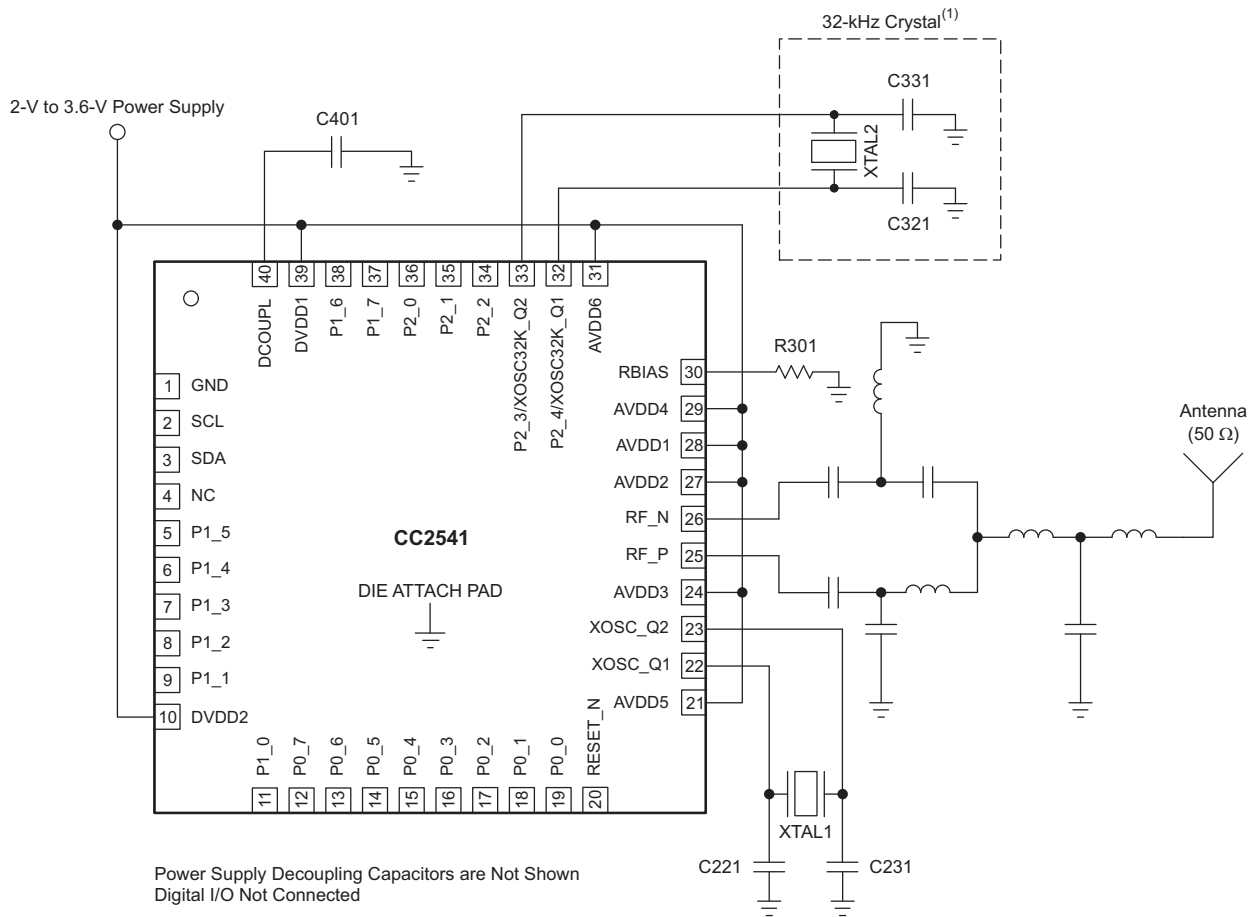 32-kHz Crystal(1)
2-V to 3.6-V Power Supply
C401
C331
XTAL2
C321
40 39 38 37 36 35 34 33 32 31
DCOUPL
DVDD1
P1_6
P1_7
P2_0
P2_1
P2_2
P2_3/XOSC32K_Q2
P2_4/XOSC32K_Q1
AVDD6
1 GND
2 SCL
3 SDA
4 NC
5 P1_5
6 P1_4
7 P1_3
8 P1_2
9 P1_1
10 DVDD2
CC2541
DIE ATTACH PAD
RBIAS 30
AVDD4 29
AVDD1 28
AVDD2 27
RF_N 26
RF_P 25
AVDD3 24
XOSC_Q2 23
XOSC_Q1 22
AVDD5 21
R301
Antenna
(50 Ω)
P1_0
P0_7
P0_6
P0_5
P0_4
P0_3
P0_2
P0_1
P0_0
RESET_N
11 12 13 14 15 16 17 18 19 20
XTAL1
C221
C231
Power Supply Decoupling Capacitors are Not Shown
Digital I/O Not Connected